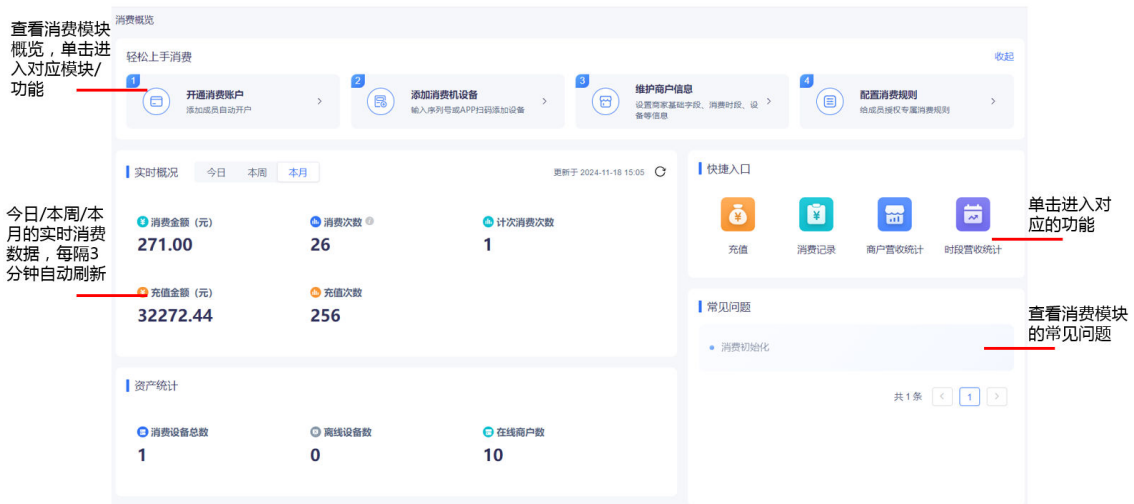 消费概览
查看消费模块
概览，单击进
入对应模块/
功能
轻松上手消费
收起
1
开通消费账户
添加成员自动开户
2
添加消费机设备
输入序列号或APP扫码添加设备
3
维护商户信息
设置商家基础字段、消费时段、设
备等信息
4
配置消费规则
给成员授权专属消费规则
实时概况
今日
本周
本月
更新于 2024-11-18 15:05
消费金额（元）
271.00
消费次数
26
计次消费次数
1
充值金额（元）
32272.44
充值次数
256
今日/本周/本
月的实时消费
数据，每隔3
分钟自动刷新
快捷入口
充值
消费记录
商户营收统计
时段营收统计
单击进入对
应的功能
常见问题
消费初始化
共 1 条
1
查看消费模块
的常见问题
资产统计
消费设备总数
1
离线设备数
0
在线商户数
10